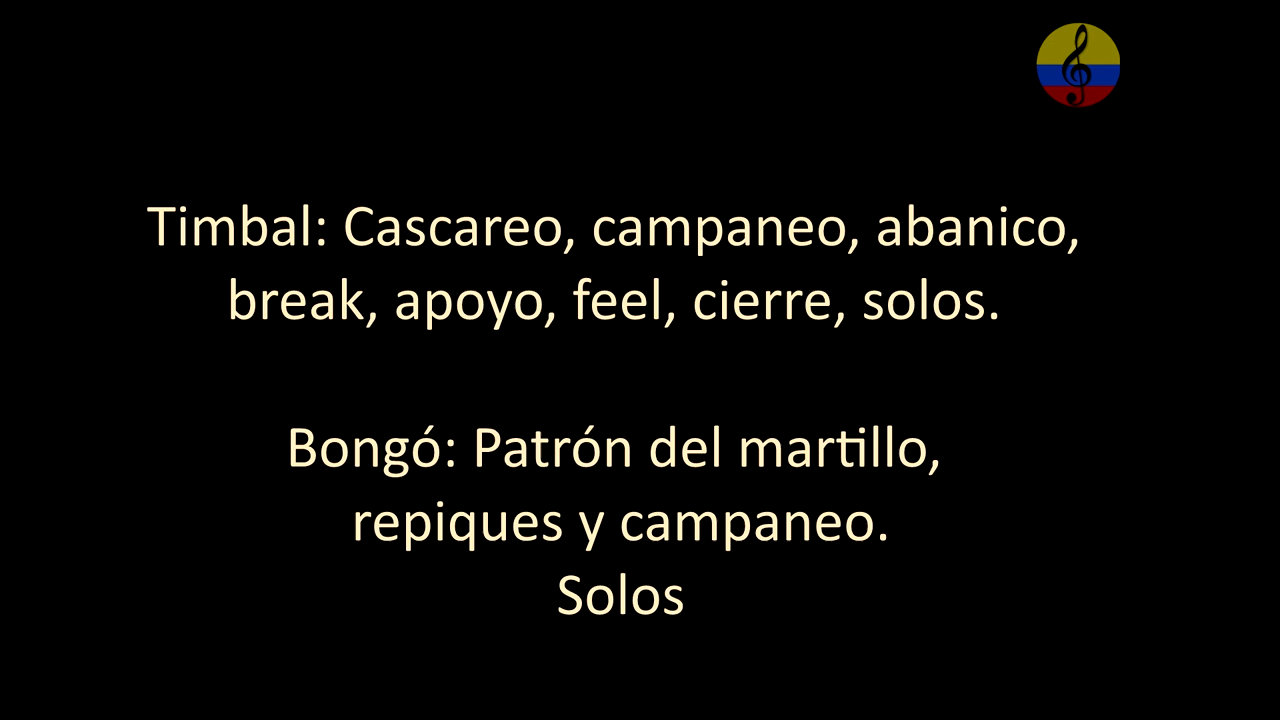 Timbal: Cascareo, campaneo, abanico,
break, apoyo, feel, cierre, solos.
Bongó: Patrón del martillo,
repiques y campaneo.
Solos